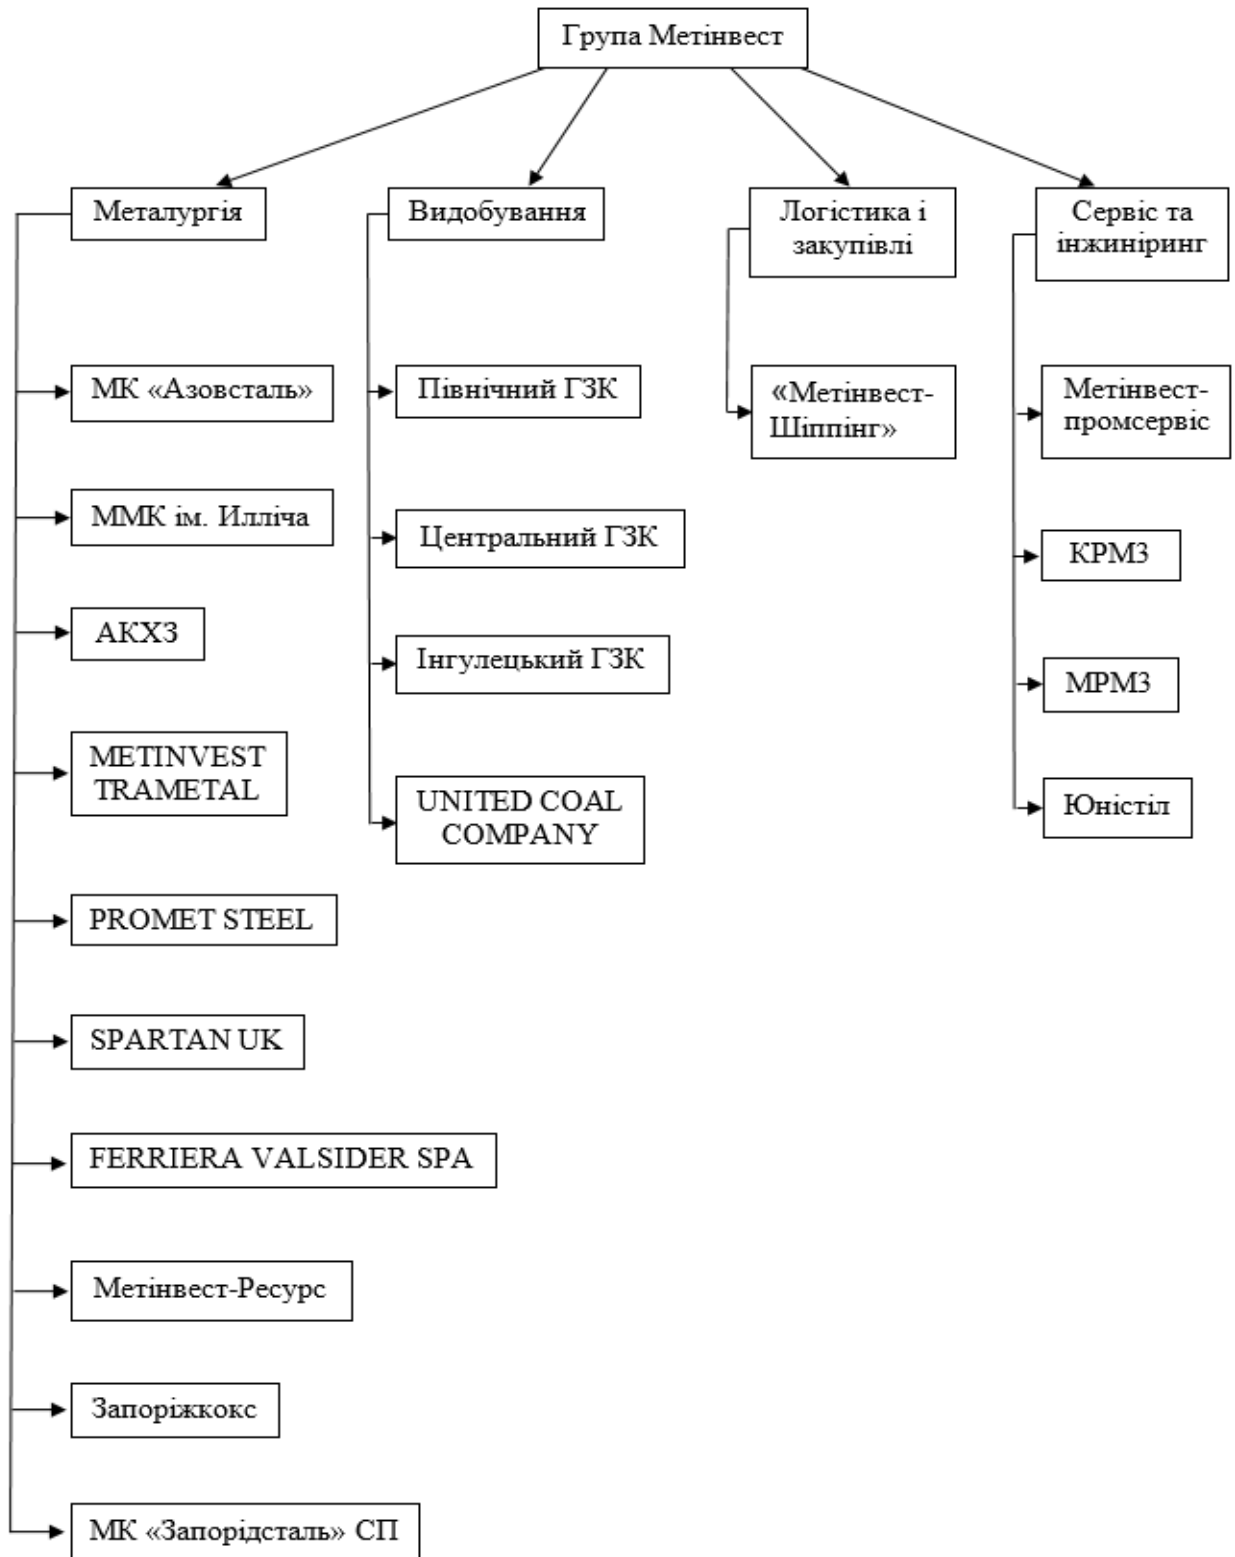 Група Метінвест
Металургія
Видобування
Логістика і
закупівлі
Сервіс та
інжиніринг
МК «Азовсталь»
ММК ім. Илліча
АКХЗ
METINVEST
TRAMETAL
PROMET STEEL
SPARTAN UK
FERRIERA VALSIDER SPA
Метінвест-Ресурс
Запоріжкокс
МК «Запорідсталь» СП
Північний ГЗК
Центральний ГЗК
Інгулецький ГЗК
UNITED COAL
COMPANY
«Метінвест-
Шіппінг»
Метінвест-
промсервіс
КРМЗ
МРМЗ
Юністіл